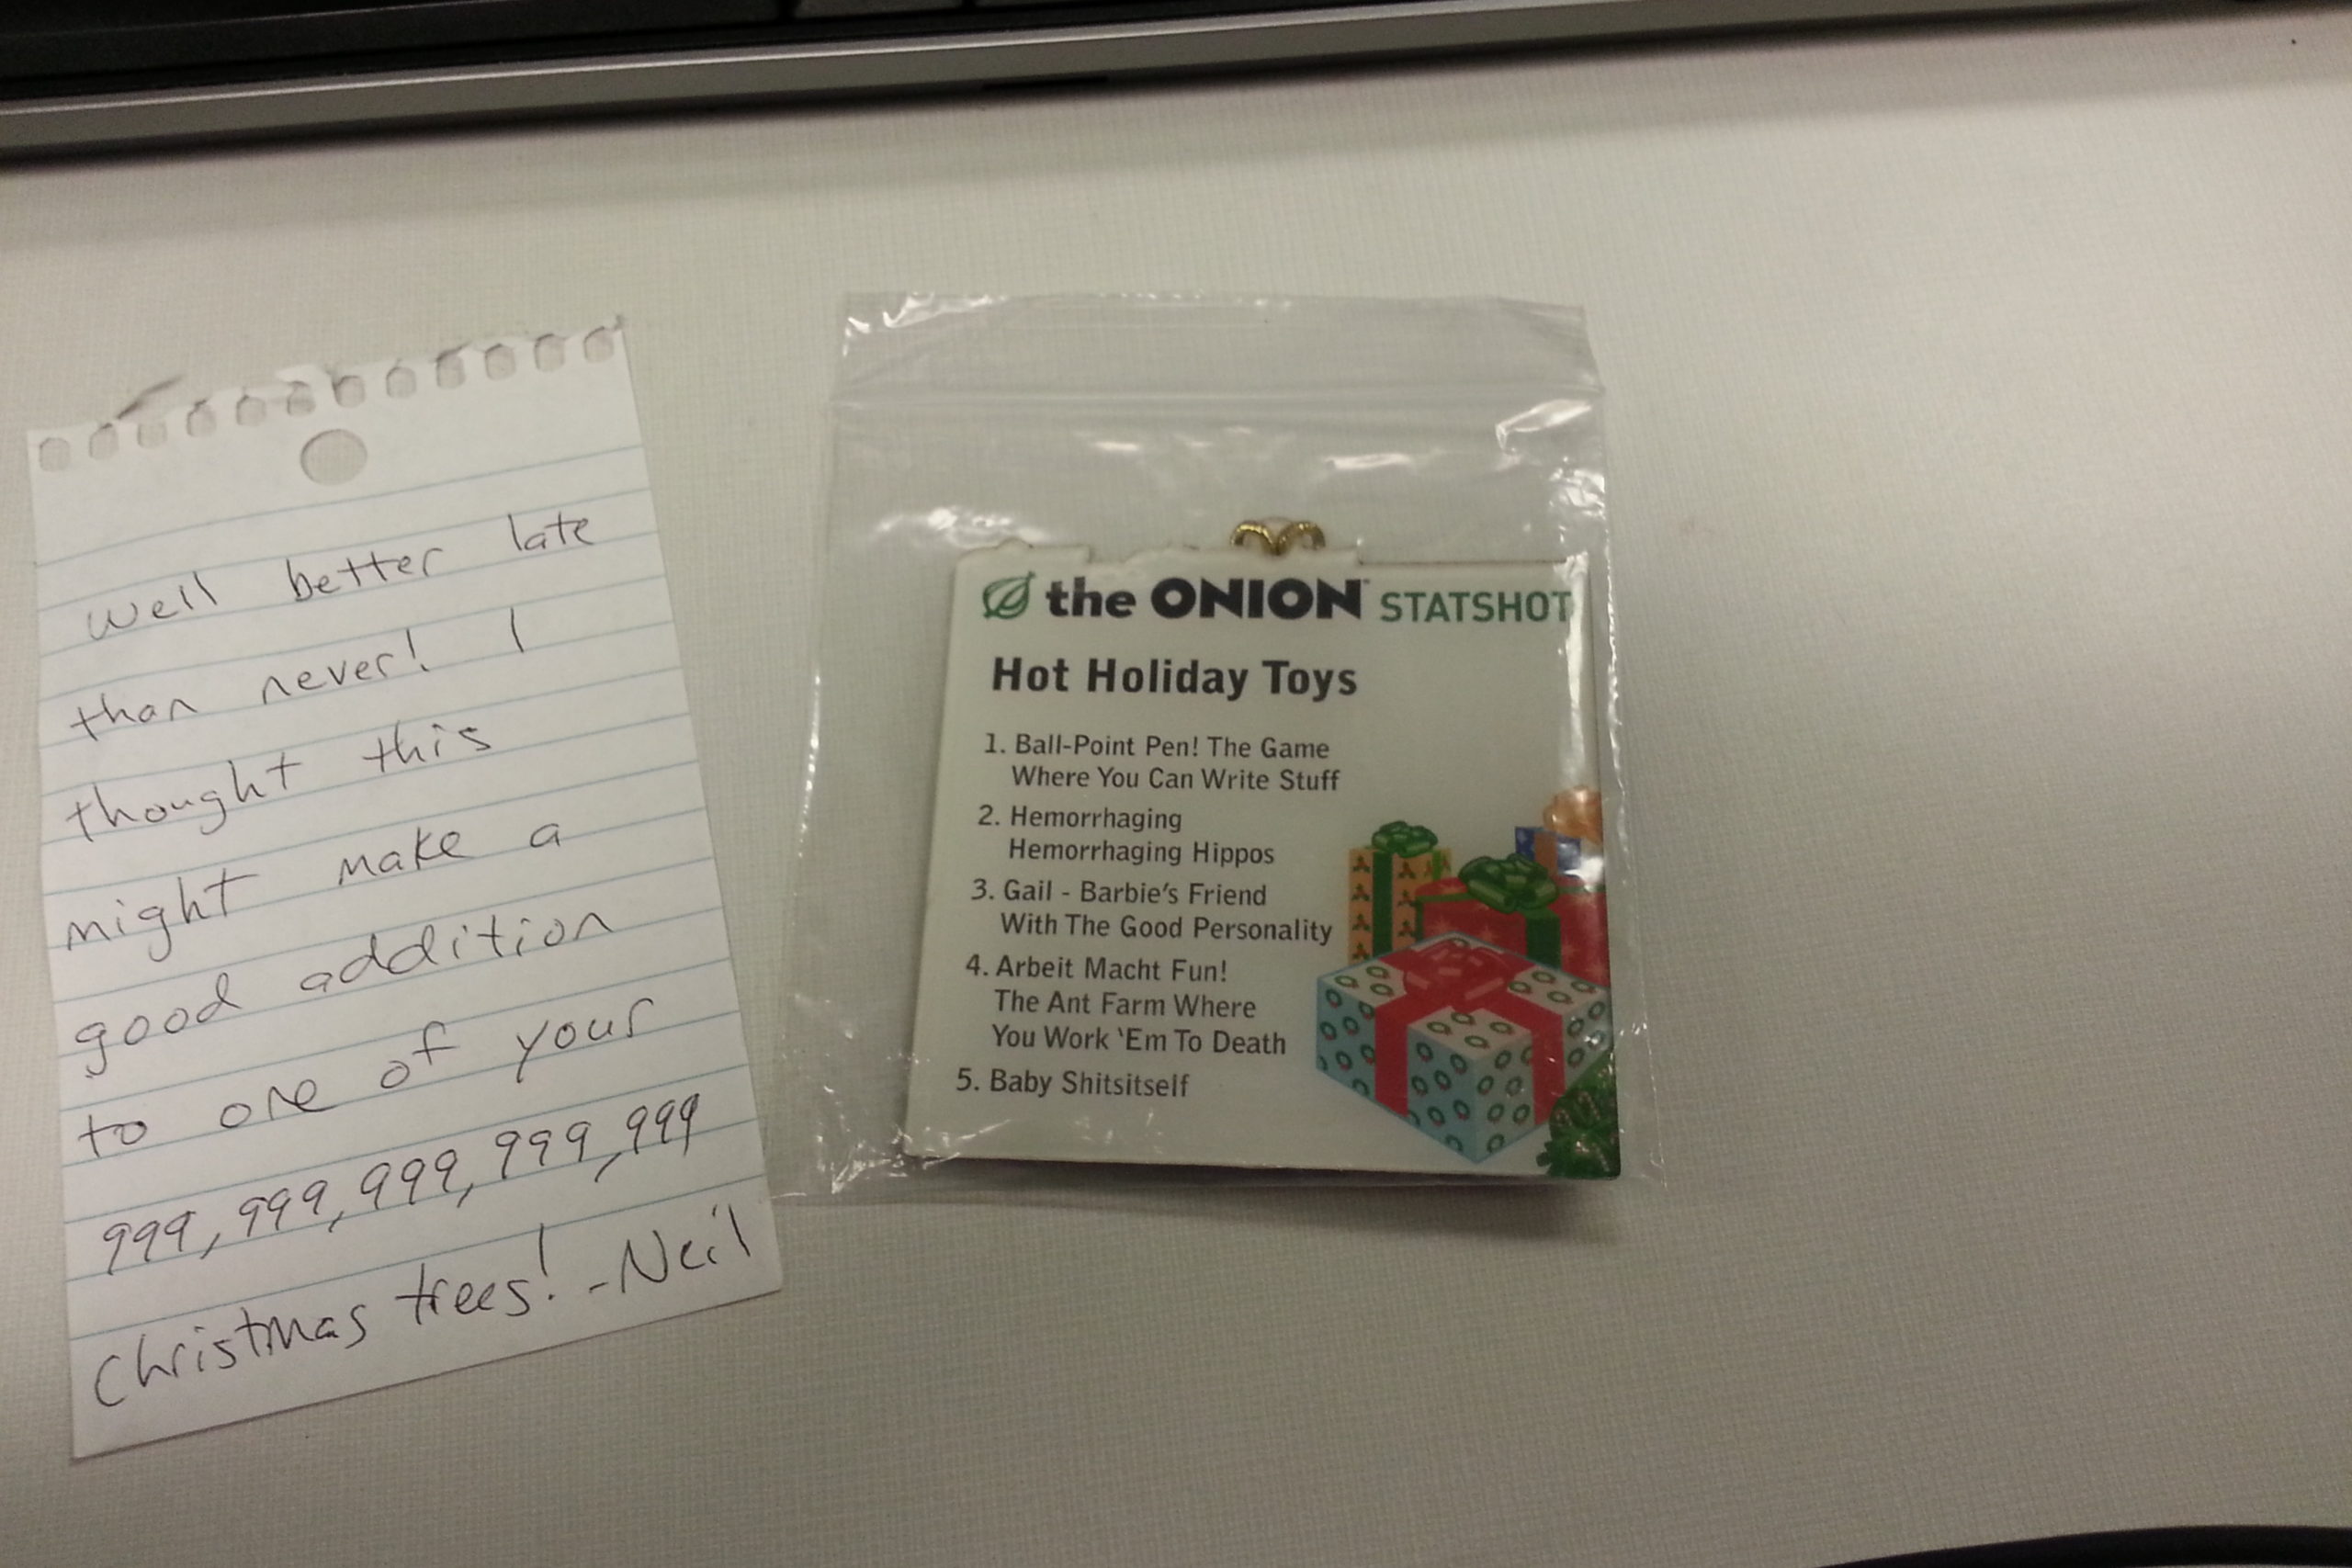 Well better late
than never! I
thought this
might make a
good addition
to one of your
999,999,999,999,999
Christmas trees! -Neil
the ONION STATSHOT
Hot Holiday Toys
1. Ball-Point Pen! The Game
Where You Can Write Stuff
2. Hemorrhaging
Hemorrhaging Hippos
3. Gail - Barbie's Friend
With The Good Personality
4. Arbeit Macht Fun!
The Ant Farm Where
You Work 'Em To Death
5. Baby Shitsitself